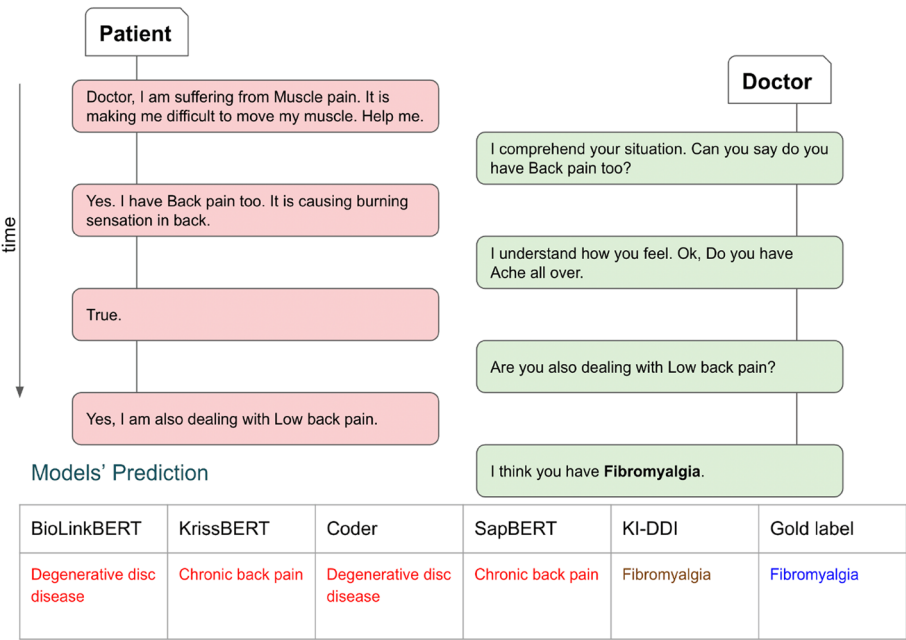 Patient
Doctor
Doctor, I am suffering from Muscle pain. It is
making me difficult to move my muscle. Help me.
I comprehend your situation. Can you say do you
have Back pain too?
Yes. I have Back pain too. It is causing burning
sensation in back.
I understand how you feel. Ok, Do you have
Ache all over.
True.
Are you also dealing with Low back pain?
Yes, I am also dealing with Low back pain.
I think you have Fibromyalgia.
time
Models' Prediction
BioLinkBERT KrissBERT Coder SapBERT KI-DDI Gold label
Degenerative disc Chronic back pain Degenerative disc Chronic back pain Fibromyalgia Fibromyalgia
disease disease